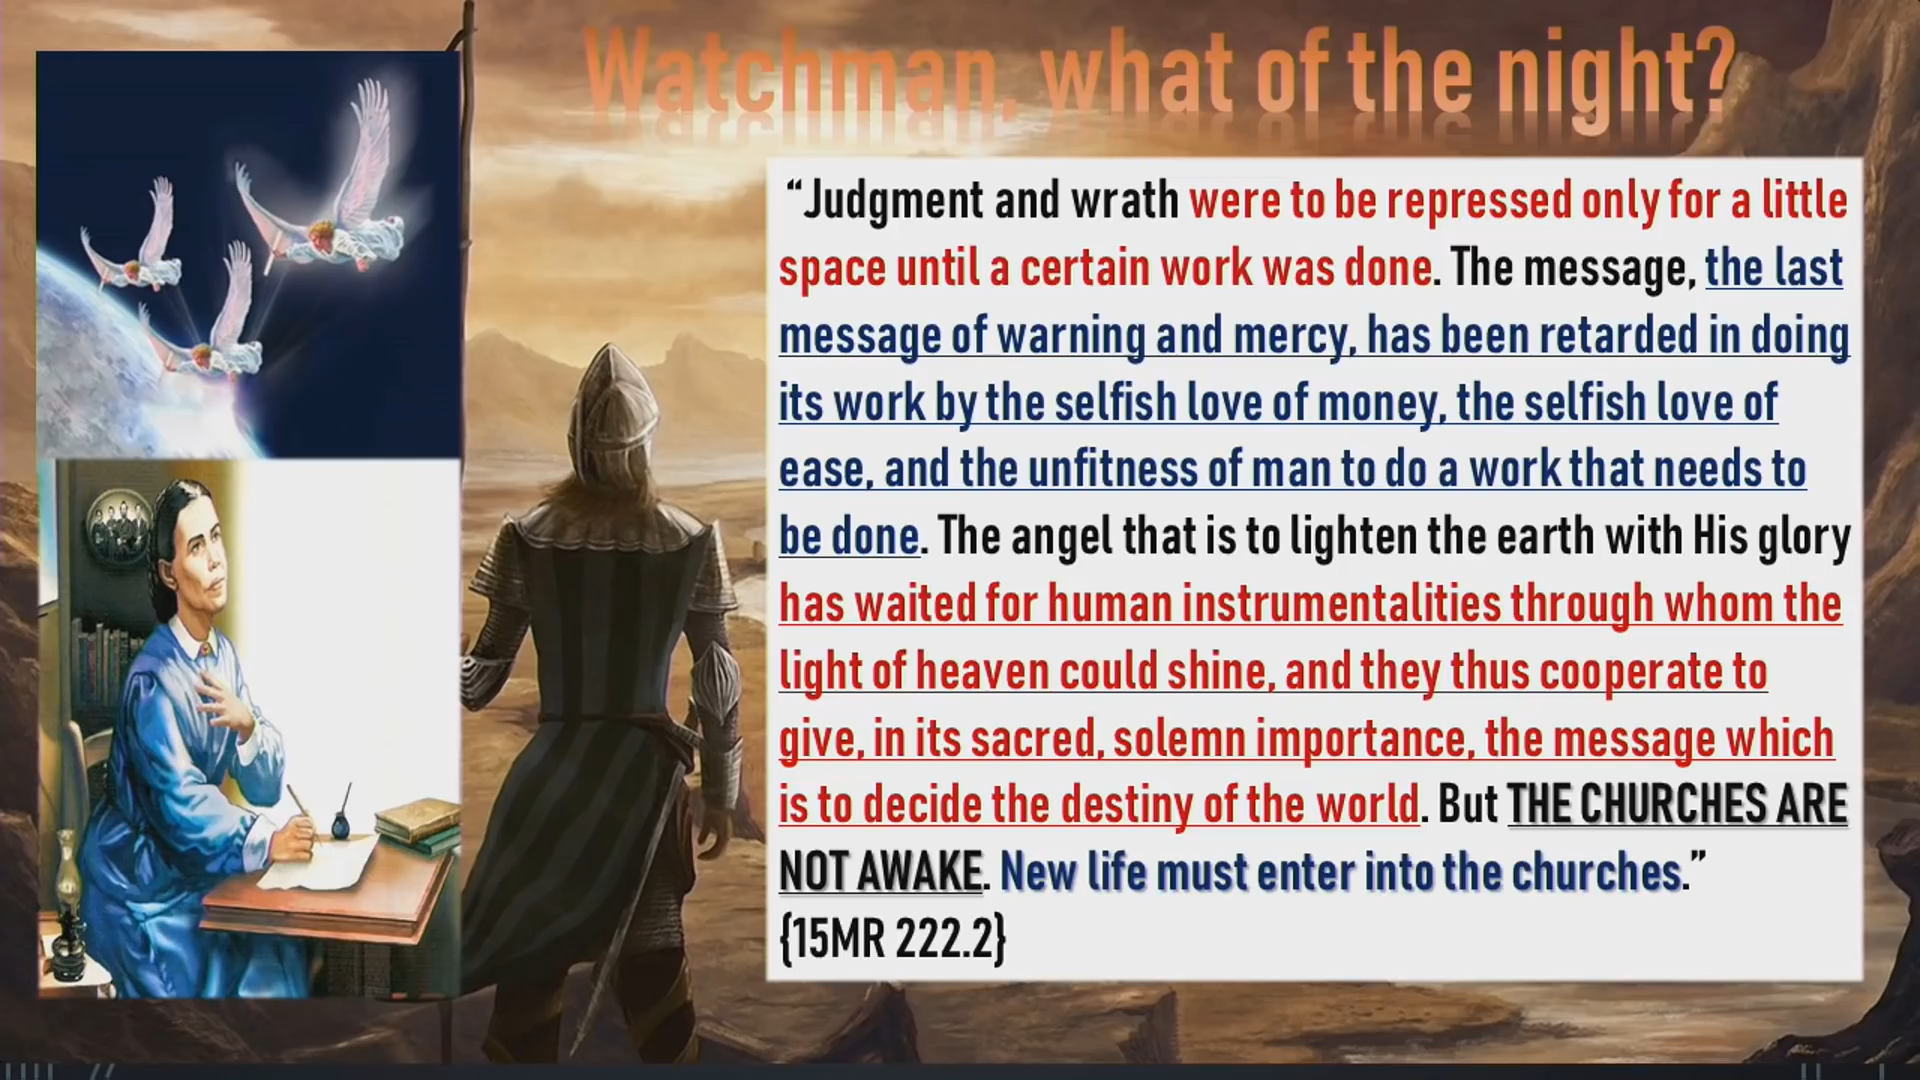 Watchman, what of the night?
“Judgment and wrath were to be repressed only for a little
space until a certain work was done. The message, the last
message of warning and mercy, has been retarded in doing
its work by the selfish love of money, the selfish love of
ease, and the unfitness of man to do a work that needs to
be done. The angel that is to lighten the earth with His glory
has waited for human instrumentalities through whom the
light of heaven could shine, and they thus cooperate to
give, in its sacred, solemn importance, the message which
is to decide the destiny of the world. But THE CHURCHES ARE
NOT AWAKE. New life must enter into the churches.”
{15MR 222.2}